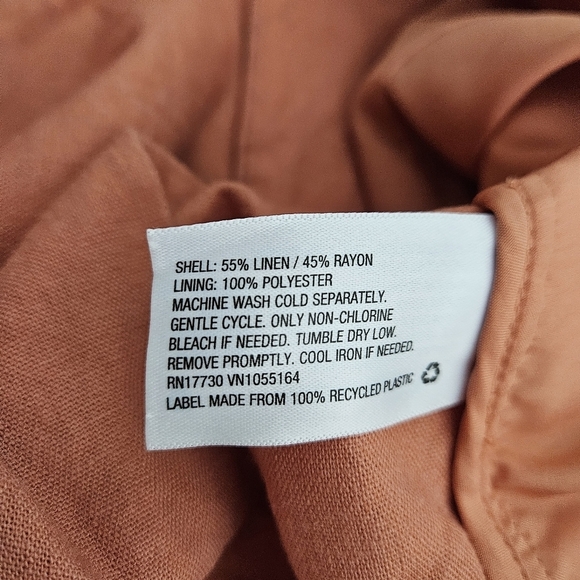 SHELL: 55% LINEN / 45% RAYON
LINING: 100% POLYESTER
MACHINE WASH COLD SEPARATELY.
GENTLE CYCLE. ONLY NON-CHLORINE
BLEACH IF NEEDED. TUMBLE DRY LOW.
REMOVE PROMPTLY. COOL IRON IF NEEDED.
RN17730 VN1055164
LABEL MADE FROM 100% RECYCLED PLASTIC